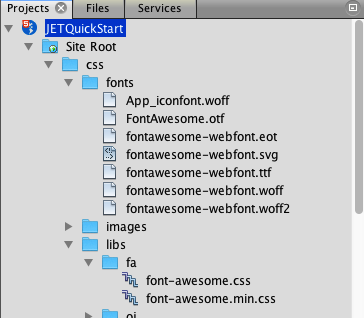 Projects Files Services
JETQuickStart
Site Root
css
fonts
App_iconfont.woff
FontAwesome.otf
fontawesome-webfont.eot
fontawesome-webfont.svg
fontawesome-webfont.ttf
fontawesome-webfont.woff
fontawesome-webfont.woff2
images
libs
fa
font-awesome.css
font-awesome.min.css